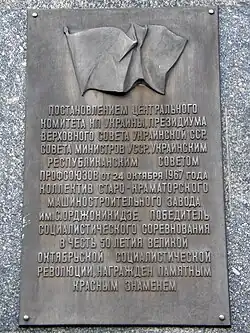 ПОСТАНОВЛЕНИЕМ ЦЕНТРАЛЬНОГО
КОМИТЕТА КП УКРАИНЫ, ПРЕЗИДИУМА
ВЕРХОВНОГО СОВЕТА УКРАИНСКОЙ ССР,
СОВЕТА МИНИСТРОВ УССР, УКРАИНСКИМ
РЕСПУБЛИКАНСКИМ СОВЕТОМ
ПРОФСОЮЗОВ ОТ 24 ОКТЯБРЯ 1967 ГОДА
КОЛЛЕКТИВ СТАРО-КРАМАТОРСКОГО
МАШИНОСТРОИТЕЛЬНОГО ЗАВОДА
ИМ. С. ОРДЖОНИКИДЗЕ, ПОБЕДИТЕЛЬ
СОЦИАЛИСТИЧЕСКОГО СОРЕВНОВАНИЯ
В ЧЕСТЬ 50 ЛЕТИЯ ВЕЛИКОЙ
ОКТЯБРЬСКОЙ СОЦИАЛИСТИЧЕСКОЙ
РЕВОЛЮЦИИ, НАГРАЖДЕН ПАМЯТНЫМ
КРАСНЫМ ЗНАМЕНЕМ